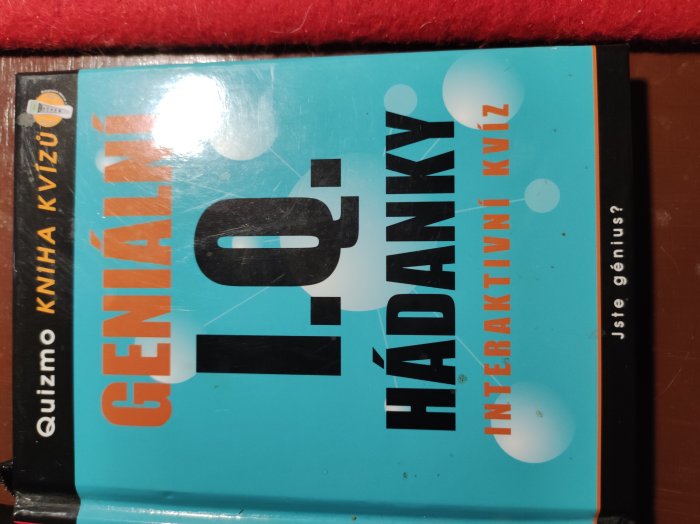 Quizmo KNIHA KVÍZŮ
GENIÁLNÍ
I.Q.
HÁDANKY
INTERAKTIVNÍ KVÍZ
Jste génius?